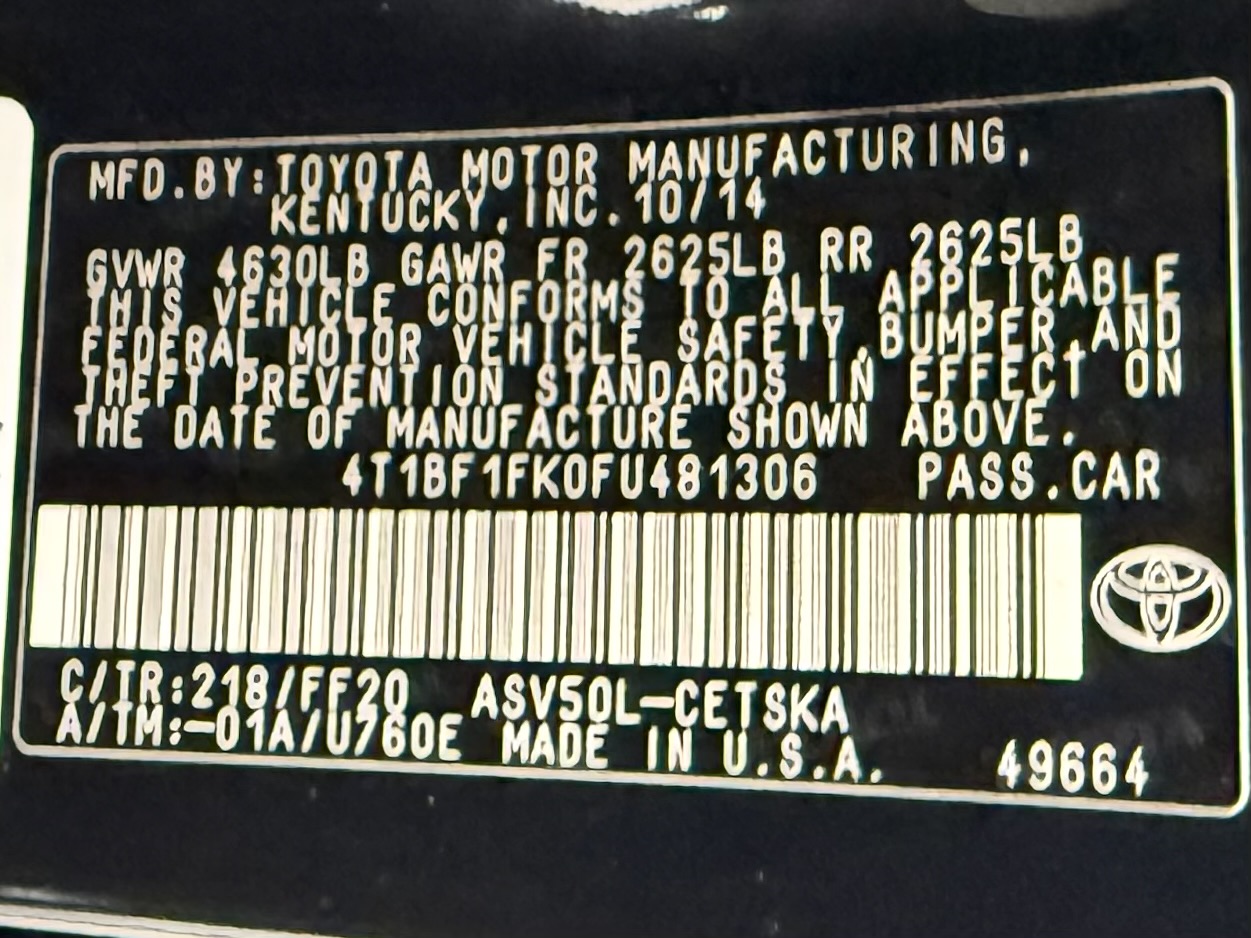 MFD.BY:TOYOTA MOTOR MANUFACTURING,
KENTUCKY,INC.10/14
GVWR 4630LB GAWR FR 2625LB RR 2625LB
THIS VEHICLE CONFORMS TO ALL APPLICABLE
FEDERAL MOTOR VEHICLE SAFETY,BUMPER,AND
THEFT PREVENTION STANDARDS IN EFFECT ON
THE DATE OF MANUFACTURE SHOWN ABOVE.
4T1BF1FK0FU481306 PASS.CAR
C/TR:218/FF20 ASV50L-CETSKA
A/TM:-01A/U760E MADE IN U.S.A. 49664